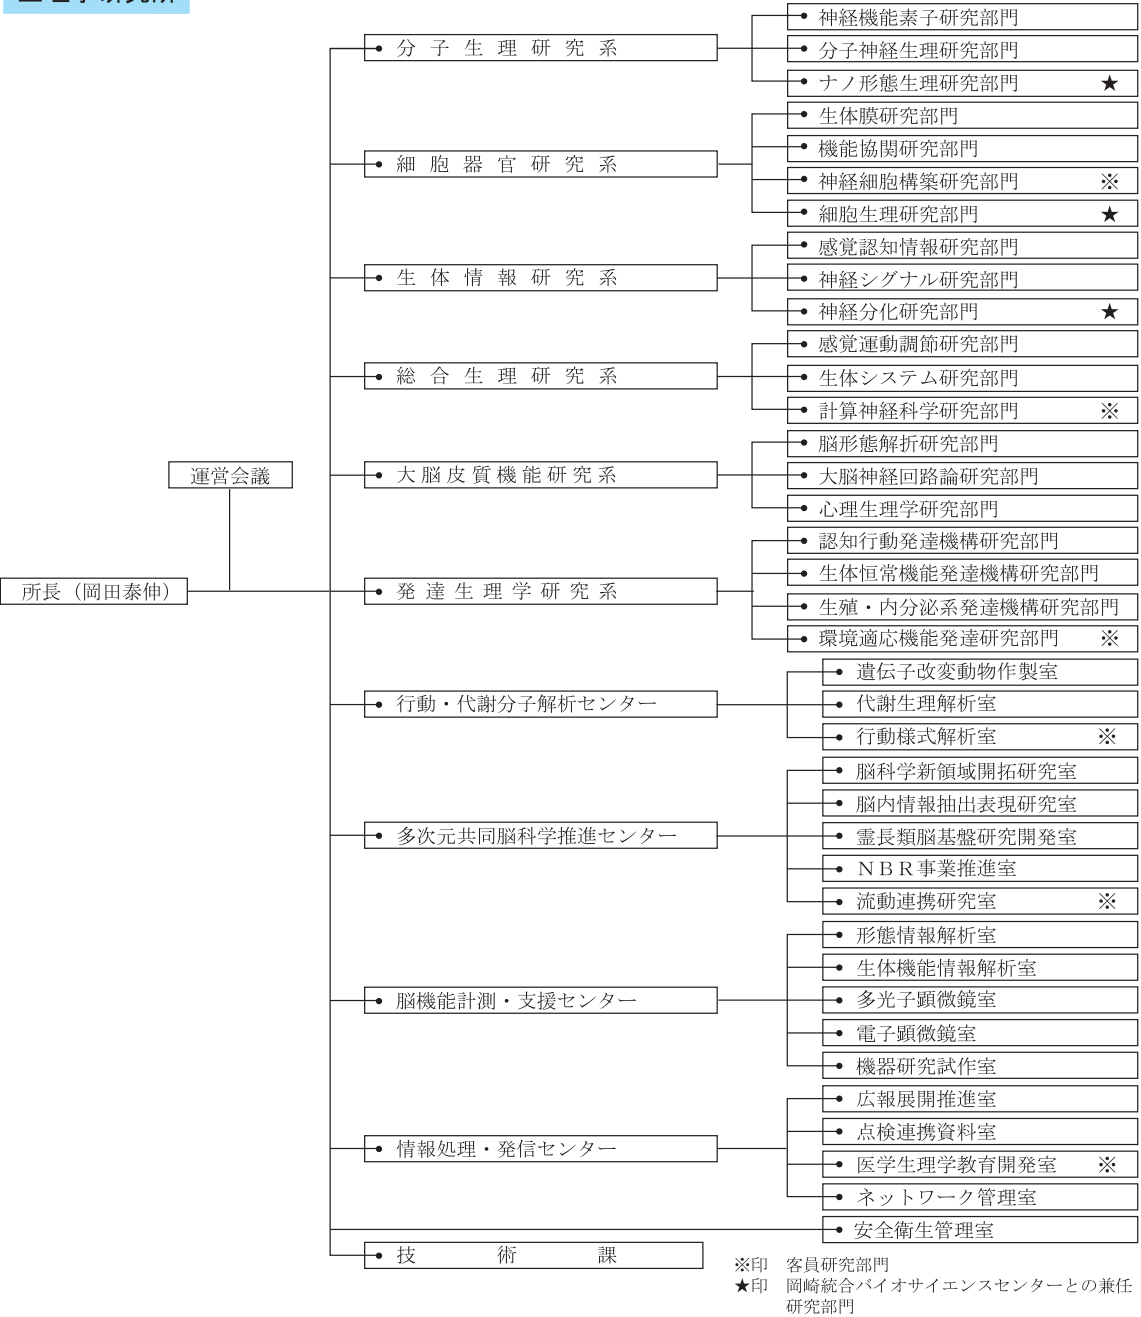 分子生理研究系
神経機能素子研究部門
分子神経生理研究部門
ナノ形態生理研究部門 ★
細胞器官研究系
生体膜研究部門
機能協関研究部門
神経細胞構築研究部門 ※
細胞生理研究部門 ★
生体情報研究系
感覚認知情報研究部門
神経シグナル研究部門
神経分化研究部門 ★
総合生理研究系
感覚運動調節研究部門
生体システム研究部門
計算神経科学研究部門 ※
大脳皮質機能研究系
脳形態解析研究部門
大脳神経回路論研究部門
心理生理学研究部門
運営会議
所長（岡田泰伸）
発達生理学研究系
認知行動発達機構研究部門
生体恒常機能発達機構研究部門
生殖・内分泌系発達機構研究部門
環境適応機能発達研究部門 ※
行動・代謝分子解析センター
遺伝子改変動物作製室
代謝生理解析室
行動様式解析室 ※
多次元共同脳科学推進センター
脳科学新領域開拓研究室
脳内情報抽出表現研究室
霊長類脳基盤研究開発室
ＮＢＲ事業推進室
流動連携研究室 ※
脳機能計測・支援センター
形態情報解析室
生体機能情報解析室
多光子顕微鏡室
電子顕微鏡室
機器研究試作室
情報処理・発信センター
広報展開推進室
点検連携資料室
医学生理学教育開発室 ※
ネットワーク管理室
安全衛生管理室
技術課
※印 客員研究部門
★印 岡崎統合バイオサイエンスセンターとの兼任
研究部門